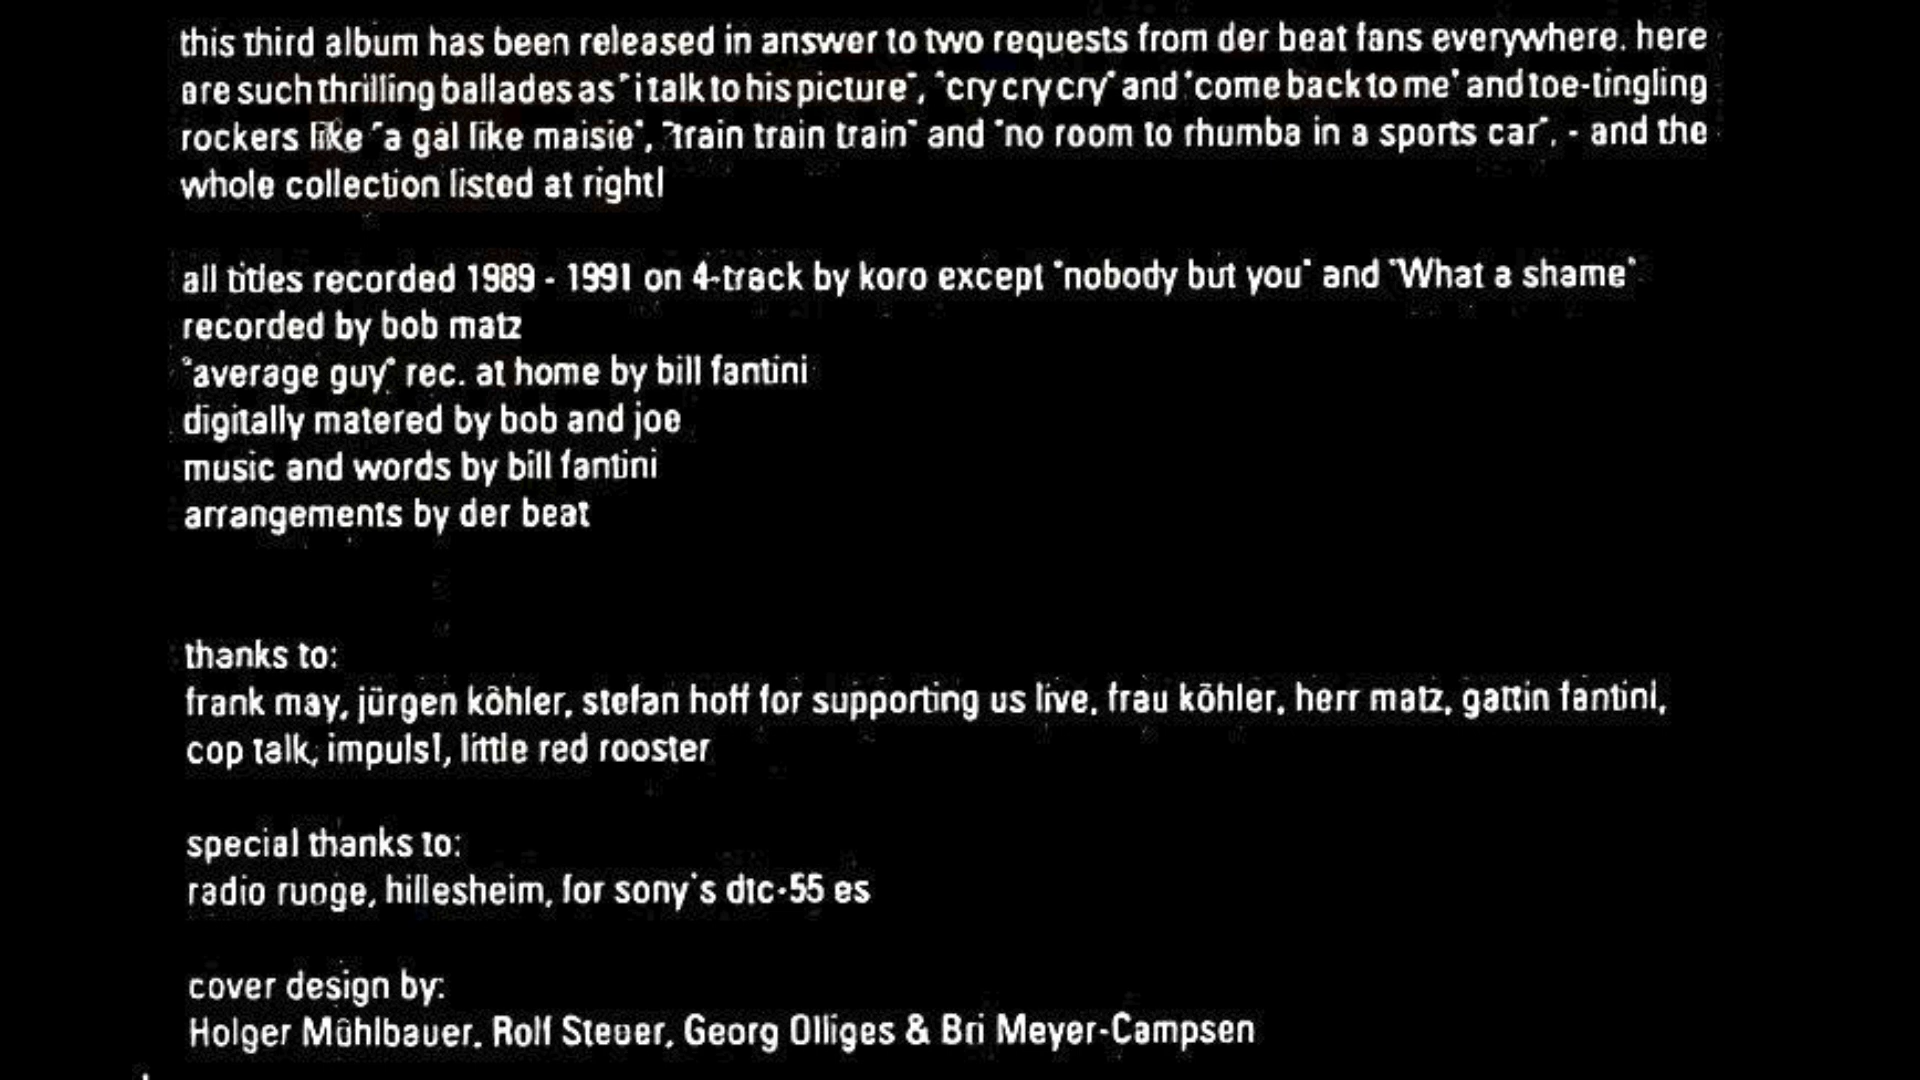 this third album has been released in answer to two requests from der beat fans everywhere. here
are such thrilling ballades as "i talk to his picture", "cry cry cry" and "come back to me" and toe-tingling
rockers like "a gal like maisie", "train train train" and "no room to rhumba in a sports car", - and the
whole collection listed at right!
all titles recorded 1989 - 1991 on 4-track by koro except "nobody but you" and "What a shame"
recorded by bob matz
"average guy" rec. at home by bill fantini
digitally matered by bob and joe
music and words by bill fantini
arrangements by der beat
thanks to:
frank may, jürgen köhler, stefan hoff for supporting us live, frau köhler, herr matz, gattin fantini,
cop talk, impuls!, little red rooster
special thanks to:
radio runge, hillesheim, for sony's dtc-55 es
cover design by:
Holger Mühlbauer, Rolf Steuer, Georg Olliges & Bri Meyer-Campsen